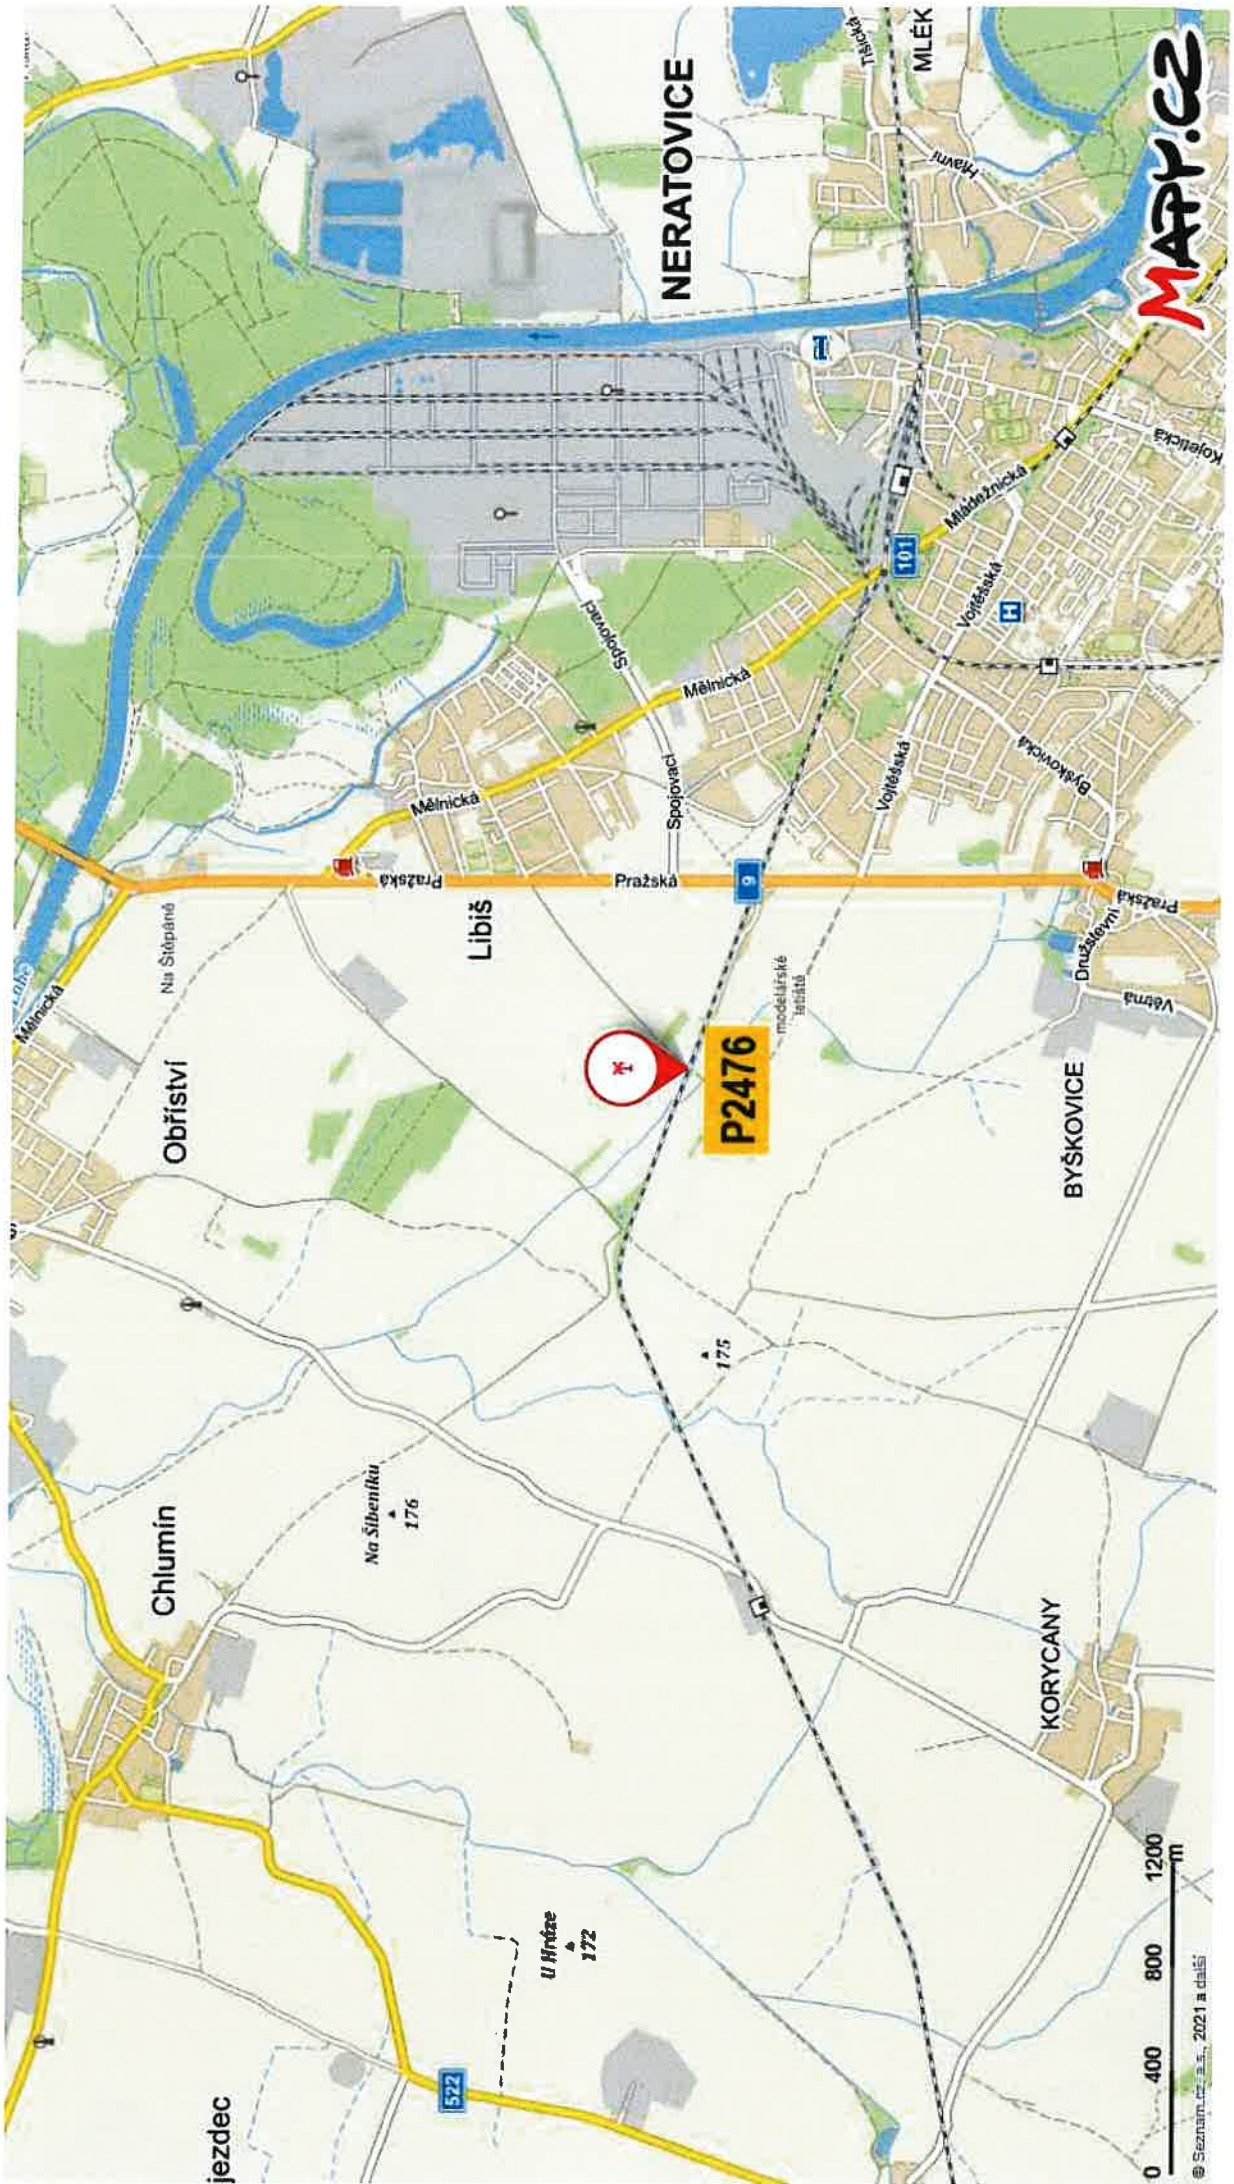 jezdec
Chlumín
Obříství
Mělnická
Na Štěpáně
522
U Hráze
172
Na Šibeníku
176
Libiš
Pražská
Mělnická
Spojovací
Pražská
Spojovací
Mělnická
NERATOVICE
175
P2476
9
modelářské
letiště
101
Tišická
MLÉK
Hlavní
Mládežnická
Vojtěšská
Vojtěšská
H
Kojetická
Byškovická
KORYCANY
BYŠKOVICE
Družstevní
Pražská
Větrná
0 400 800 1200
m
© Seznam.cz, a.s., 2021 a další
MAPY.CZ